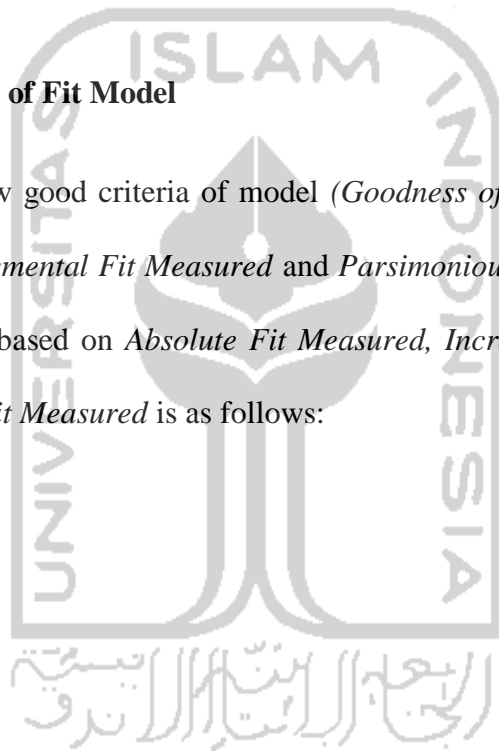 ISLAM
UNIVERSITAS
INDONESIA
of Fit Model
w good criteria of model (Goodness of
emental Fit Measured and Parsimoniou
based on Absolute Fit Measured, Incr
it Measured is as follows: